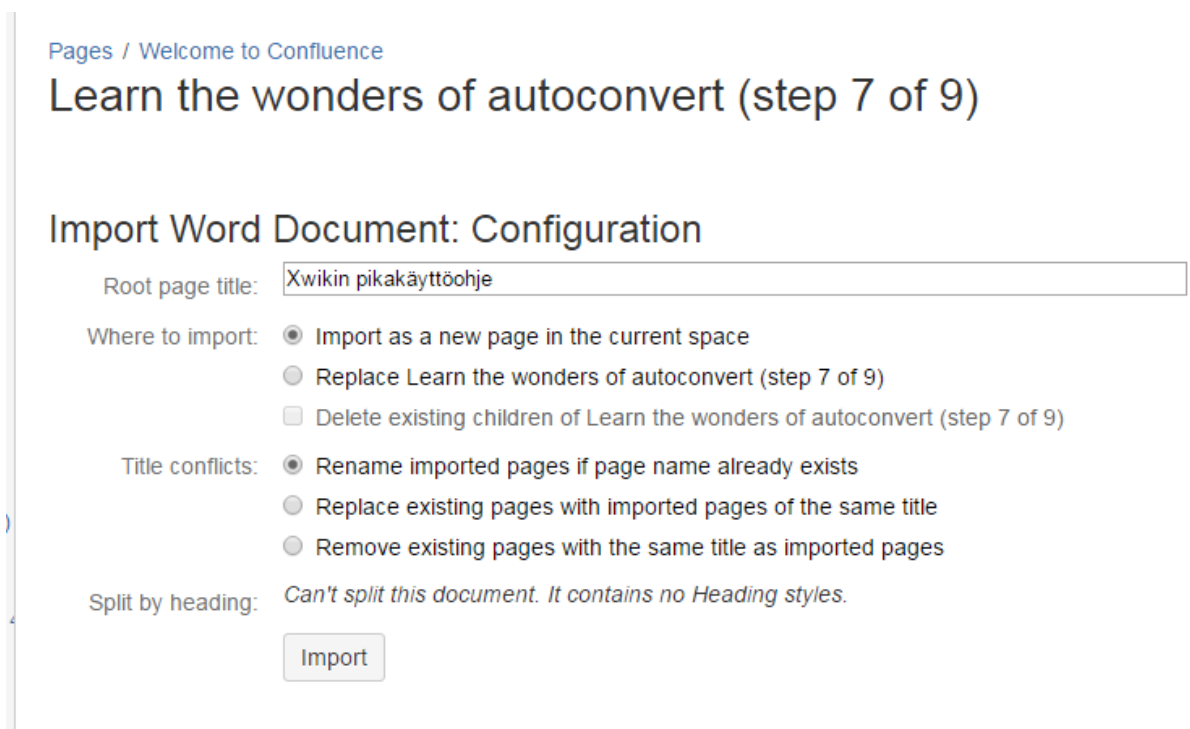 Pages / Welcome to Confluence
Learn the wonders of autoconvert (step 7 of 9)
Import Word Document: Configuration
Root page title: Xwikin pikakäyttöohje
Where to import: Import as a new page in the current space
Replace Learn the wonders of autoconvert (step 7 of 9)
Delete existing children of Learn the wonders of autoconvert (step 7 of 9)
Title conflicts: Rename imported pages if page name already exists
Replace existing pages with imported pages of the same title
Remove existing pages with the same title as imported pages
Split by heading: Can't split this document. It contains no Heading styles.
Import